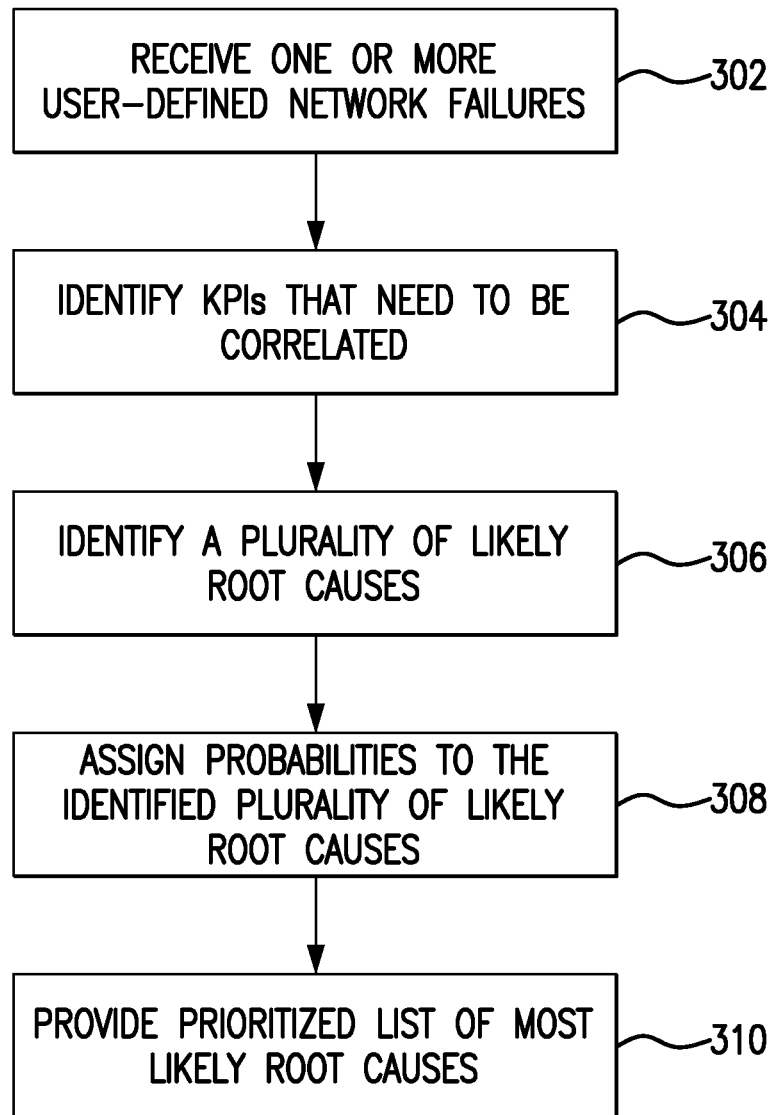 RECEIVE ONE OR MORE
USER-DEFINED NETWORK FAILURES
302
IDENTIFY KPIs THAT NEED TO BE
CORRELATED
304
IDENTIFY A PLURALITY OF LIKELY
ROOT CAUSES
306
ASSIGN PROBABILITIES TO THE
IDENTIFIED PLURALITY OF LIKELY
ROOT CAUSES
308
PROVIDE PRIORITIZED LIST OF MOST
LIKELY ROOT CAUSES
310